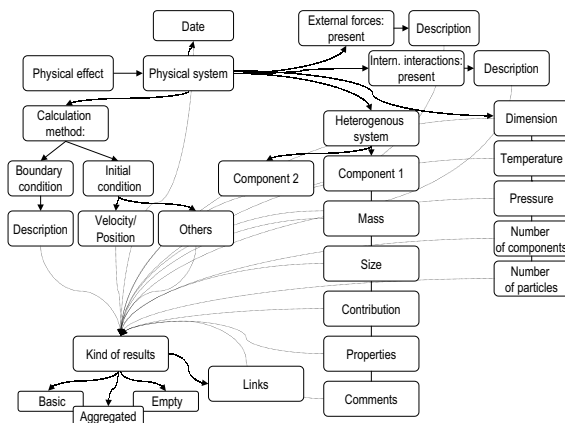 Date
External forces:
present
Description
Physical effect
Physical system
Intern. interactions:
present
Description
Calculation
method:
Heterogenous
system
Dimension
Boundary
condition
Initial
condition
Component 2
Component 1
Temperature
Description
Velocity/
Position
Others
Mass
Pressure
Number
of components
Size
Number
of particles
Contribution
Kind of results
Properties
Links
Basic
Empty
Aggregated
Comments